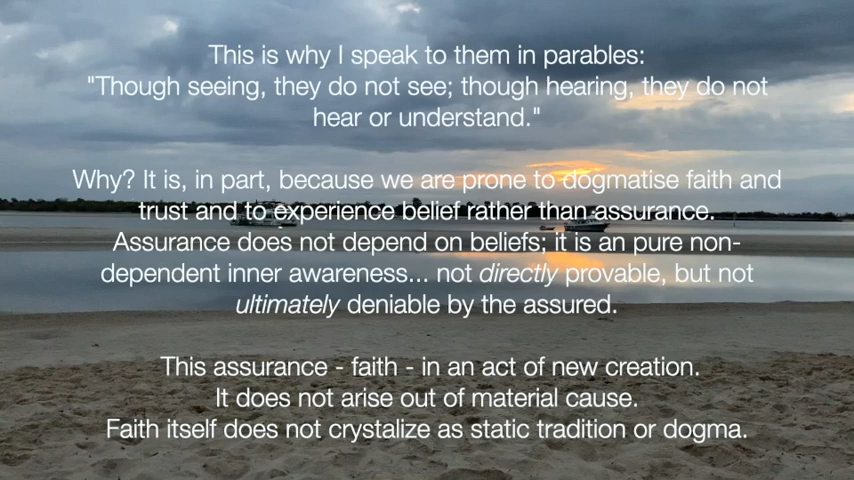 This is why I speak to them in parables:
"Though seeing, they do not see; though hearing, they do not
hear or understand."
Why? It is, in part, because we are prone to dogmatise faith and
trust and to experience belief rather than assurance.
Assurance does not depend on beliefs; it is an pure non-
dependent inner awareness... not directly provable, but not
ultimately deniable by the assured.
This assurance - faith - in an act of new creation.
It does not arise out of material cause.
Faith itself does not crystalize as static tradition or dogma.